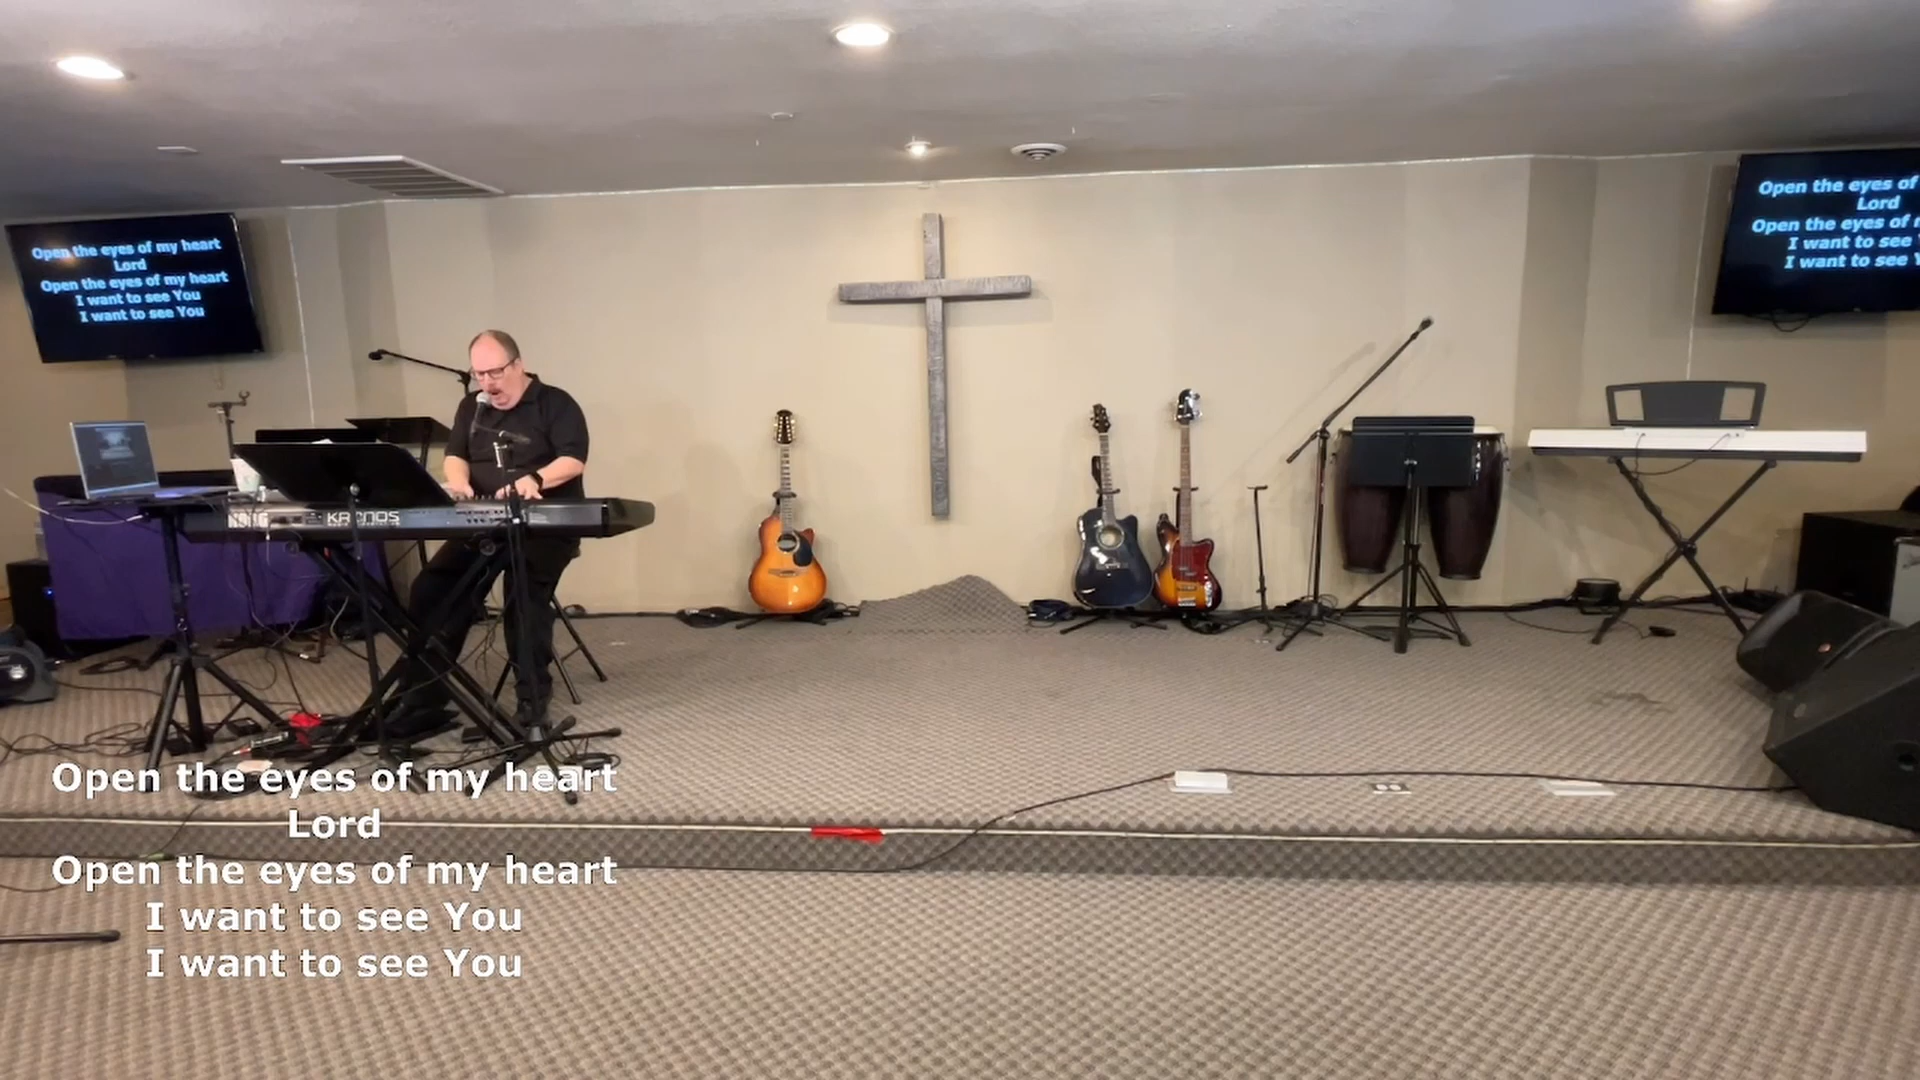 Open the eyes of my heart
Lord
Open the eyes of my heart
I want to see You
I want to see You
Open the eyes of
Lord
Open the eyes of
I want to see
I want to see
KORG
KRONOS
Open the eyes of my heart
Lord
Open the eyes of my heart
I want to see You
I want to see You